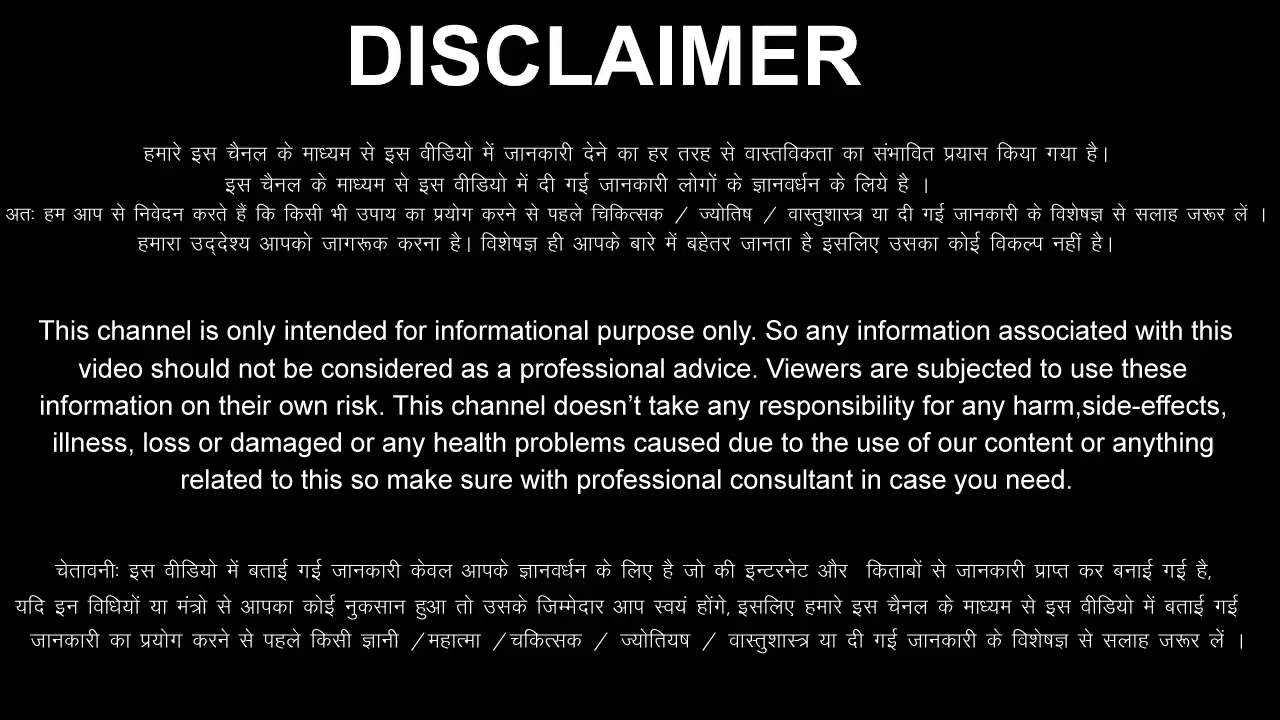 DISCLAIMER
हमारे इस चैनल के माध्यम से इस वीडियो में जानकारी देने का हर तरह से वास्तविकता का संभावित प्रयास किया गया है।
इस चैनल के माध्यम से इस वीडियो में दी गई जानकारी लोगों के ज्ञानवर्धन के लिये है ।
अतः हम आप से निवेदन करते हैं कि किसी भी उपाय का प्रयोग करने से पहले चिकित्सक / ज्योतिष / वास्तुशास्त्र या दी गई जानकारी के विशेषज्ञ से सलाह जरूर लें ।
हमारा उद्देश्य आपको जागरूक करना है। विशेषज्ञ ही आपके बारे में बहेतर जानता है इसलिए उसका कोई विकल्प नहीं है।
This channel is only intended for informational purpose only. So any information associated with this
video should not be considered as a professional advice. Viewers are subjected to use these
information on their own risk. This channel doesn’t take any responsibility for any harm,side-effects,
illness, loss or damaged or any health problems caused due to the use of our content or anything
related to this so make sure with professional consultant in case you need.
चेतावनीः इस वीडियो में बताई गई जानकारी केवल आपके ज्ञानवर्धन के लिए है जो की इन्टरनेट और किताबों से जानकारी प्राप्त कर बनाई गई है,
यदि इन विधियों या मंत्रो से आपका कोई नुकसान हुआ तो उसके जिम्मेदार आप स्वयं होंगे, इसलिए हमारे इस चैनल के माध्यम से इस वीडियो में बताई गई
जानकारी का प्रयोग करने से पहले किसी ज्ञानी /महात्मा /चकित्सक / ज्योतियष / वास्तुशास्त्र या दी गई जानकारी के विशेषज्ञ से सलाह जरूर लें ।